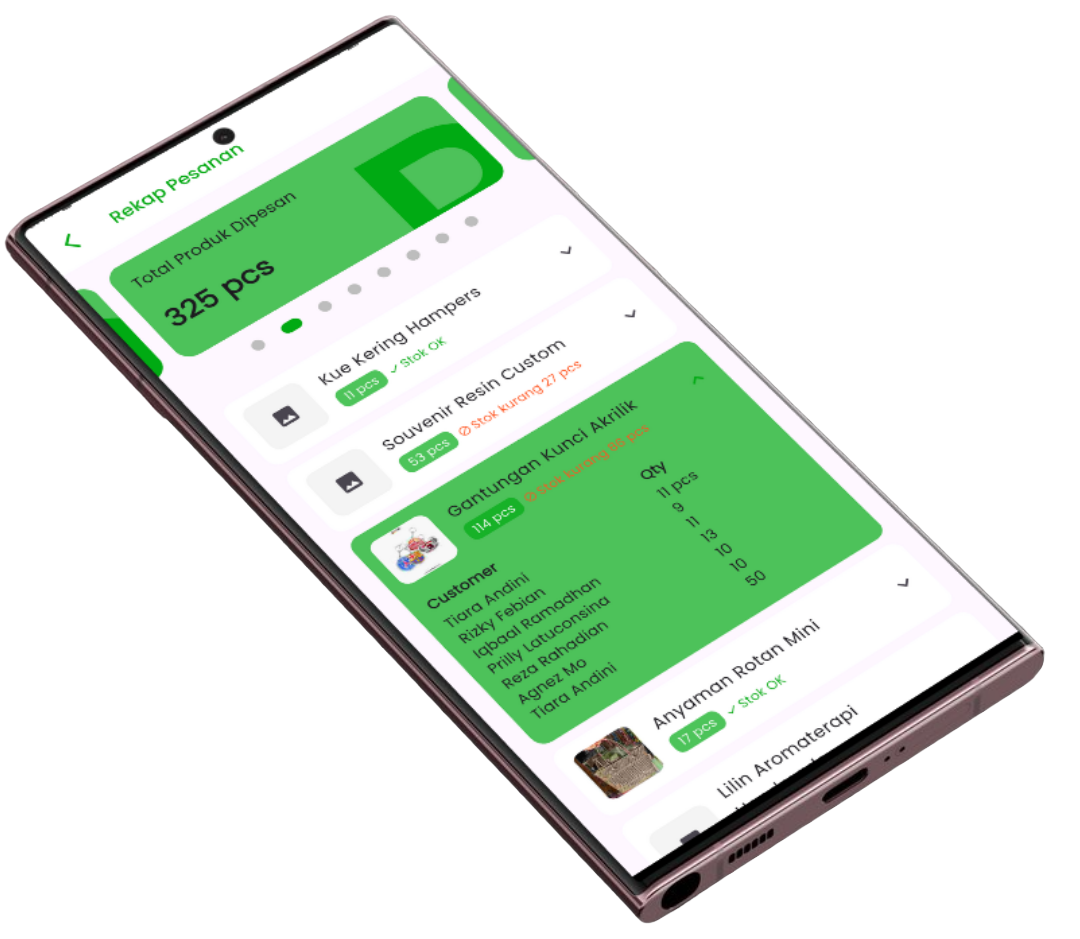 Rekap Pesanan
Total Produk Dipesan
325 pcs
Kue Kering Hampers
11 pcs ✓ Stok OK
Souvenir Resin Custom
53 pcs Stok kurang 27 pcs
Gantungan Kunci Akrilik
114 pcs Stok kurang 86 pcs
Customer Qty
Tiara Andini 11 pcs
Rizky Febian 9
Iqbaal Ramadhan 11
Prilly Latuconsina 13
Reza Rahadian 10
Agnez Mo 10
Tiara Andini 50
Anyaman Rotan Mini
17 pcs ✓ Stok OK
Lilin Aromaterapi